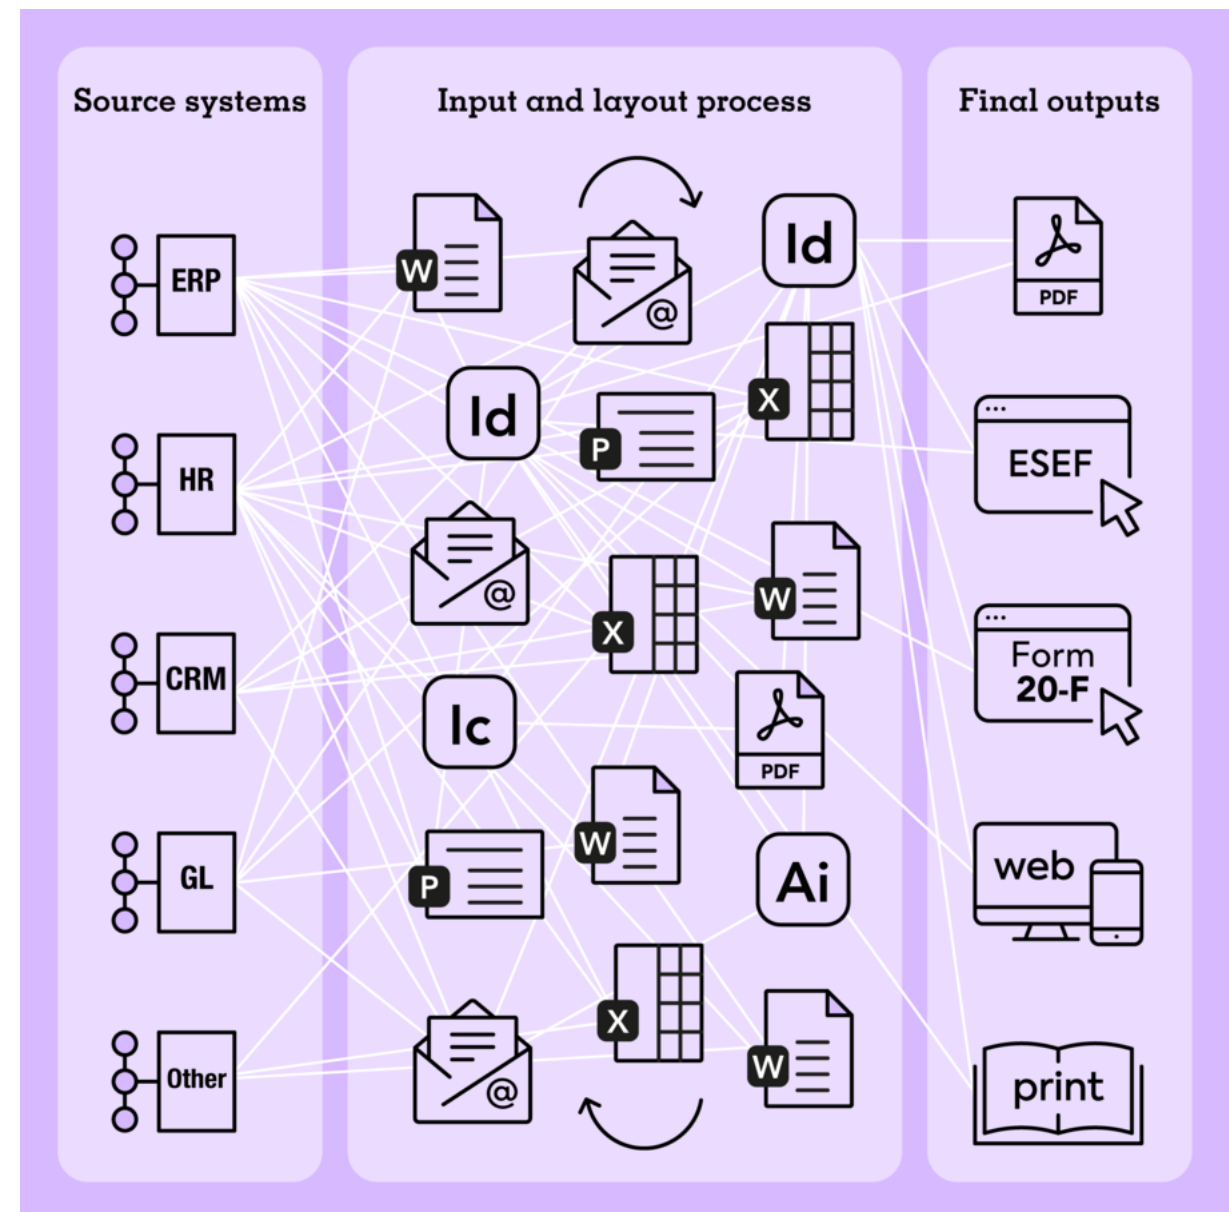 Source systems
Input and layout process
Final outputs
ERP
HR
CRM
GL
Other
W
@
Id
X
Id
P
@
X
W
Ic
PDF
W
P
Ai
X
@
W
PDF
ESEF
Form
20-F
web
print